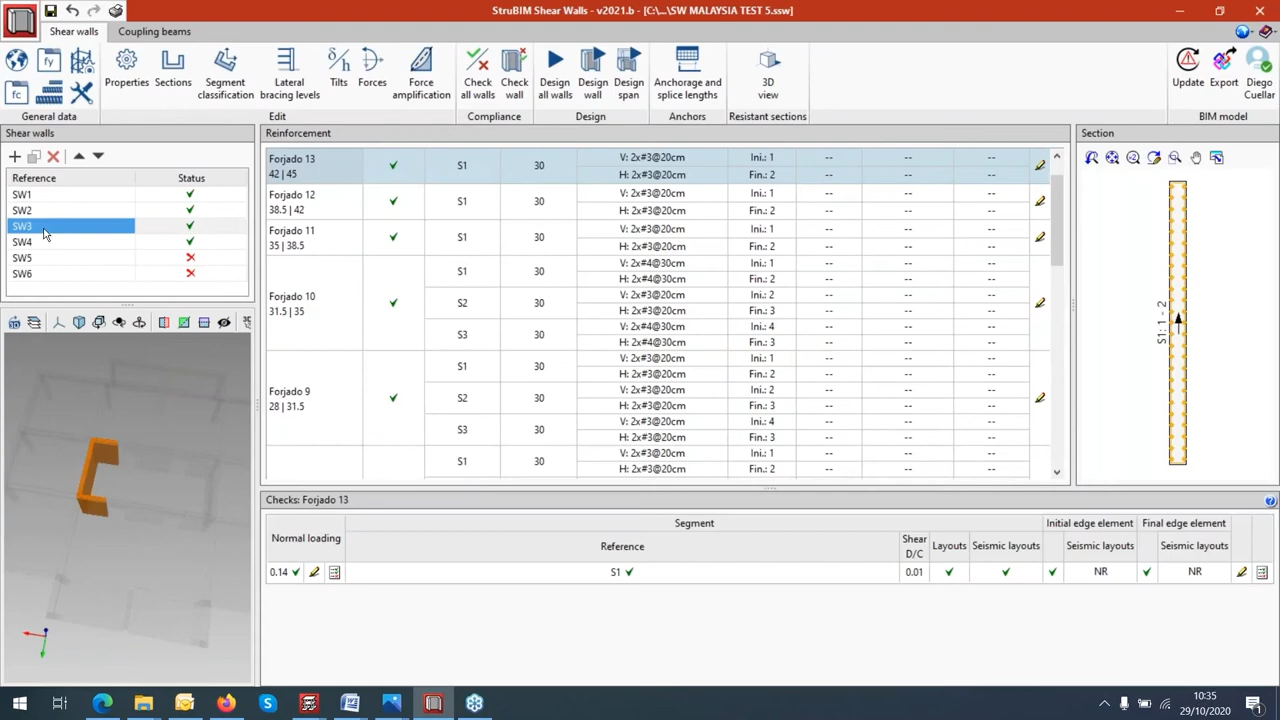 StruBIM Shear Walls - v2021.b - [C:\...\SW MALAYSIA TEST 5.ssw]
Shear walls
Coupling beams
fy
fc
Properties
Sections
Segment classification
Lateral bracing levels
Tilts
Forces
Force amplification
Check all walls
Check wall
Design all walls
Design wall
Design span
Anchorage and splice lengths
3D view
Update
Export
Diego Cuellar
General data
Edit
Compliance
Design
Anchors
Resistant sections
BIM model
Shear walls
Reference Status
SW1
SW2
SW3
SW4
SW5
SW6
Reinforcement
Forjado 13
42 | 45
S1 30
V: 2x#3@20cm Ini.: 1 -- -- --
H: 2x#3@20cm Fin.: 2 -- -- --
Forjado 12
38.5 | 42
S1 30
V: 2x#3@20cm Ini.: 1 -- -- --
H: 2x#3@20cm Fin.: 2 -- -- --
Forjado 11
35 | 38.5
S1 30
V: 2x#3@20cm Ini.: 1 -- -- --
H: 2x#3@20cm Fin.: 2 -- -- --
Forjado 10
31.5 | 35
S1 30
V: 2x#4@30cm Ini.: 1 -- -- --
H: 2x#4@30cm Fin.: 2 -- -- --
S2 30
V: 2x#3@20cm Ini.: 2 -- -- --
H: 2x#3@20cm Fin.: 3 -- -- --
S3 30
V: 2x#4@30cm Ini.: 4 -- -- --
H: 2x#4@30cm Fin.: 3 -- -- --
Forjado 9
28 | 31.5
S1 30
V: 2x#3@20cm Ini.: 1 -- -- --
H: 2x#3@20cm Fin.: 2 -- -- --
S2 30
V: 2x#3@20cm Ini.: 2 -- -- --
H: 2x#3@20cm Fin.: 3 -- -- --
S3 30
V: 2x#3@20cm Ini.: 4 -- -- --
H: 2x#3@20cm Fin.: 3 -- -- --
S1 30
V: 2x#3@20cm Ini.: 1 -- -- --
H: 2x#3@20cm Fin.: 2 -- -- --
Section
S1: 1 - 2
Checks: Forjado 13
Normal loading
Segment
Initial edge element
Final edge element
Reference
Shear D/C
Layouts
Seismic layouts
Seismic layouts
Seismic layouts
0.14 S1 0.01 NR NR
10:35
29/10/2020